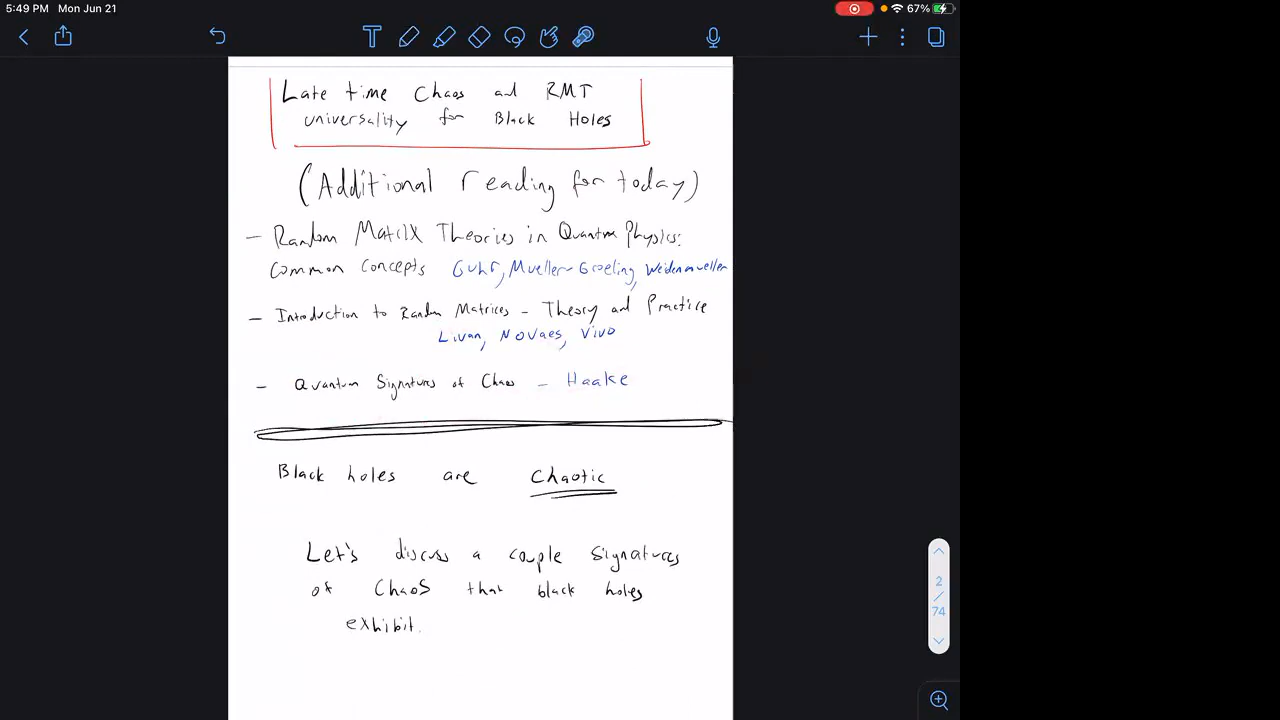 5:49 PM Mon Jun 21
67%
Late time Chaos and RMT
universality for Black Holes
(Additional reading for today)
- Random Matrix Theories in Quantum Physics:
Common Concepts Guhr, Mueller-Groeling, Weidenmueller
- Introduction to Random Matrices - Theory and Practice
Livan, Novaes, Vivo
- Quantum Signatures of Chaos - Haake
Black holes are Chaotic
Let's discuss a couple signatures
of Chaos that black holes
exhibit.
2
/
74